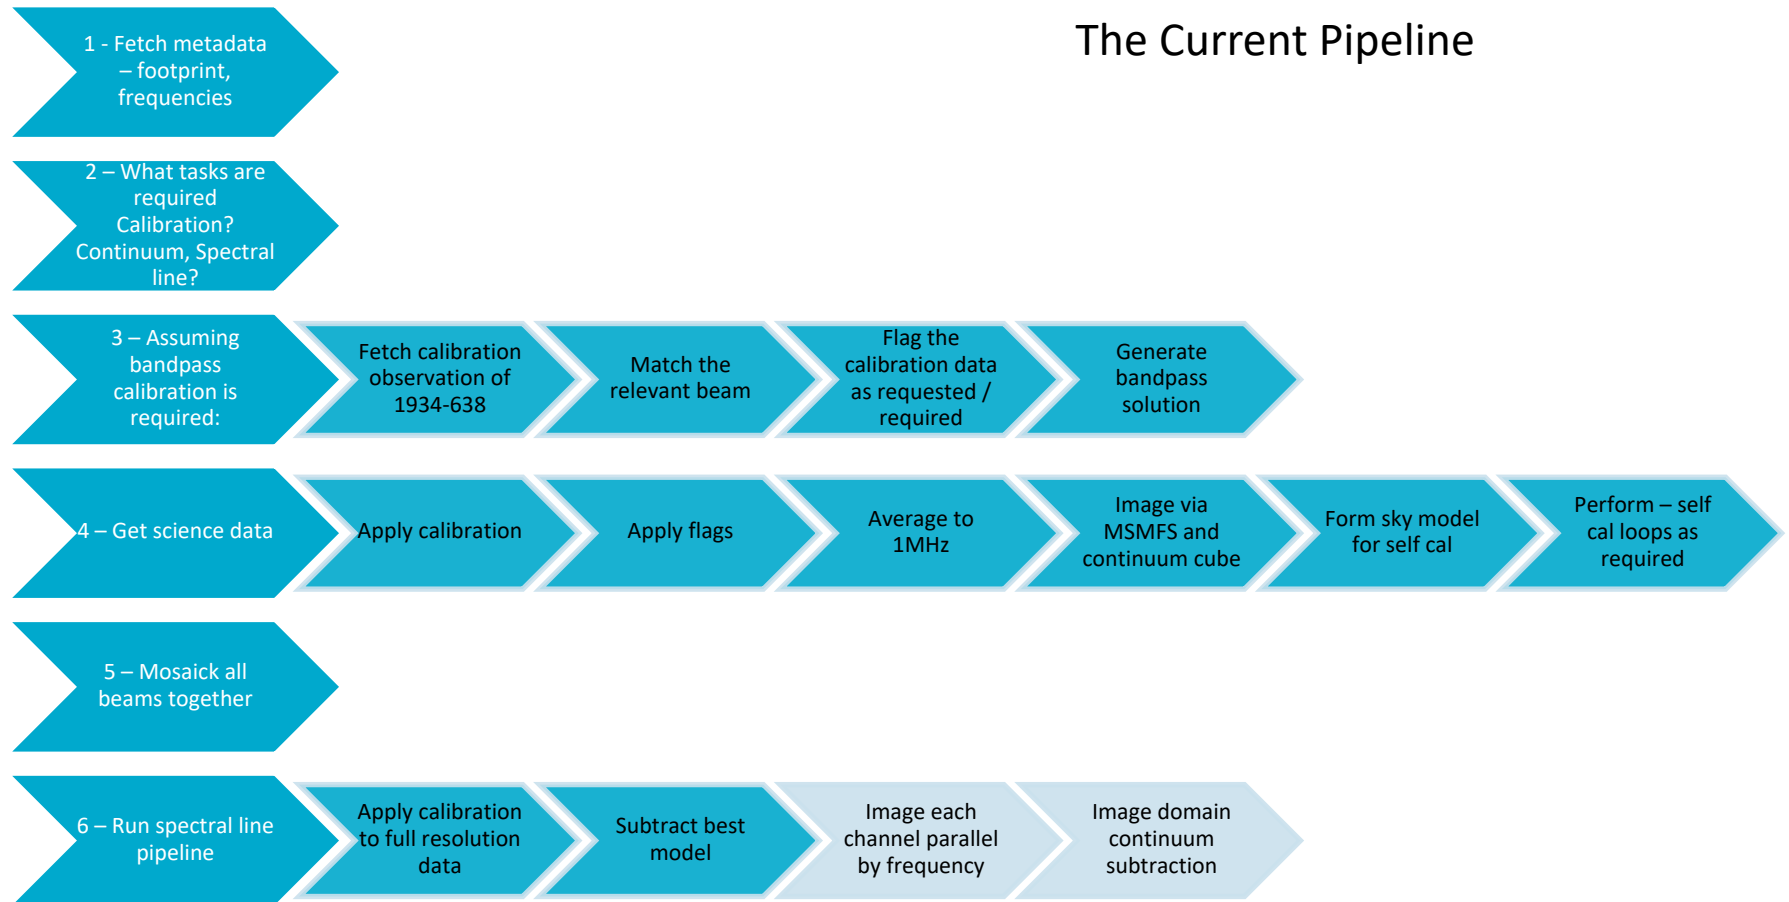 The Current Pipeline
1 - Fetch metadata
– footprint,
frequencies
2 – What tasks are
required
Calibration?
Continuum, Spectral
line?
3 – Assuming
bandpass
calibration is
required:
Fetch calibration
observation of
1934-638
Match the
relevant beam
Flag the
calibration data
as requested /
required
Generate
bandpass
solution
4 – Get science data
Apply calibration
Apply flags
Average to
1MHz
Image via
MSMFS and
continuum cube
Form sky model
for self cal
Perform – self
cal loops as
required
5 – Mosaick all
beams together
6 – Run spectral line
pipeline
Apply calibration
to full resolution
data
Subtract best
model
Image each
channel parallel
by frequency
Image domain
continuum
subtraction